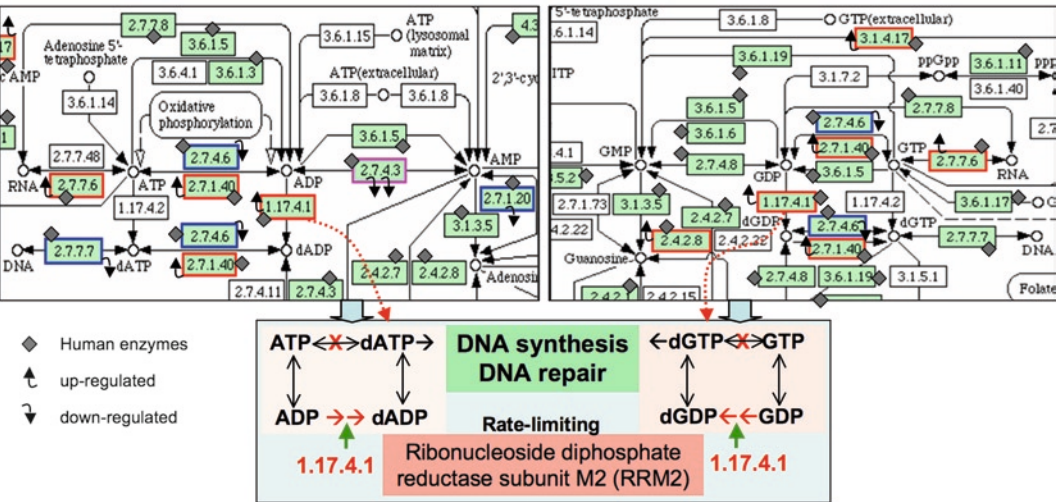 2.7.7.8
3.6.1.5
Adenosine 5'-
tetraphosphate
3.6.1.15
ATP
(lysosomal
matrix)
17
c AMP
3.6.4.1
3.6.1.3
ATP(extracellular)
2',3'-cyc
3.6.1.14
3.6.1.8
3.6.1.8
Oxidative
phosphorylation
3.6.1.5
2.7.7.48
2.7.4.6
2.7.4.3
AMP
RNA
2.7.7.6
ATP
2.7.1.40
ADP
2.7.1.20
1.17.4.2
1.17.4.1
3.1.3.5
DNA
2.7.7.7
dATP
2.7.4.6
dADP
2.7.1.40
2.4.2.7
2.4.2.8
Adenosin
2.7.4.11
2.7.4.3
5'-tetraphosphate
3.6.1.14
3.6.1.8
GTP(extracellular)
3.1.4.17
3.6.1.19
ppGpp
3.6.1.11
ITP
3.1.7.2
3.6.1.40
3.6.1.5
2.7.7.8
3.6.1.6
2.7.4.6
GMP
2.7.4.8
2.7.1.40
GTP
2.7.7.6
GDP
3.6.1.5
RNA
2.7.1.73
3.1.3.5
1.17.4.1
1.17.4.2
3.6.1.17
2.4.2.7
dGDP
dGTP
2.4.2.8
2.4.2.22
2.7.4.6
2.7.7.7
DNA
Guanosine
2.7.1.40
2.7.4.8
3.6.1.19
3.1.5.1
Folate
2.4.2.1
2.4.2.15
Human enzymes
up-regulated
down-regulated
ATP X dATP
DNA synthesis
DNA repair
dGTP X GTP
ADP dADP
Rate-limiting
dGDP GDP
1.17.4.1
Ribonucleoside diphosphate
reductase subunit M2 (RRM2)
1.17.4.1